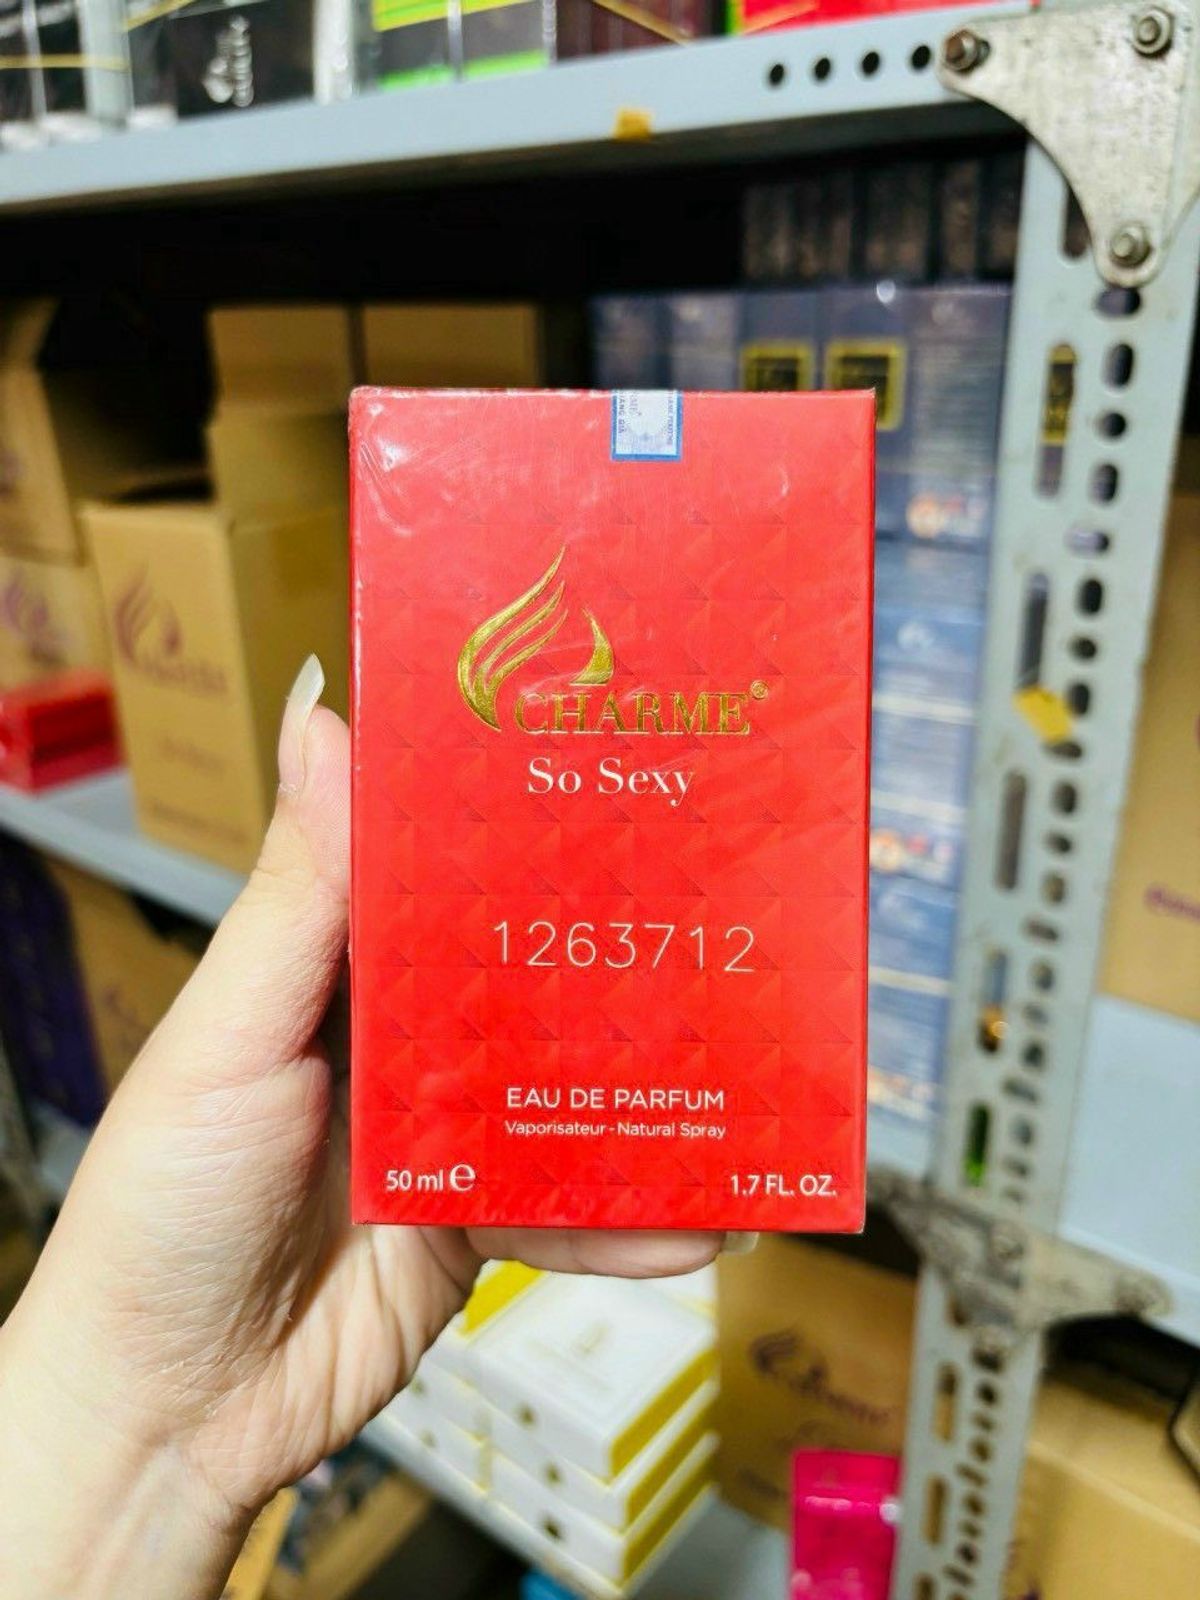 CHARME®
So Sexy
1263712
EAU DE PARFUM
Vaporisateur - Natural Spray
50 ml e
1.7 FL. OZ.